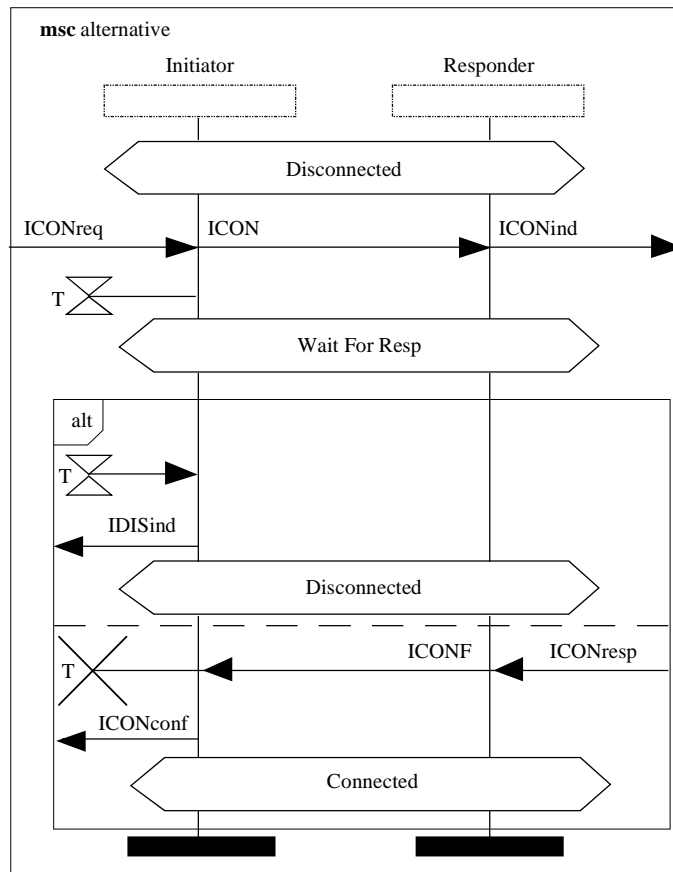 msc alternative
Initiator
Responder
Disconnected
ICONreq
ICON
ICONind
T
Wait For Resp
alt
T
IDISind
Disconnected
ICONF
ICONresp
T
ICONconf
Connected